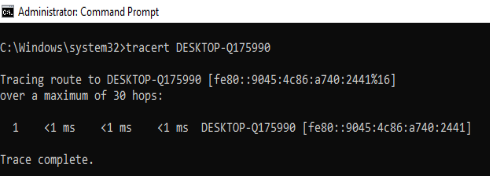 Administrator: Command Prompt
C:\Windows\system32>tracert DESKTOP-Q175990
Tracing route to DESKTOP-Q175990 [fe80::9045:4c86:a740:2441%16]
over a maximum of 30 hops:
1 <1 ms <1 ms <1 ms DESKTOP-Q175990 [fe80::9045:4c86:a740:2441]
Trace complete.